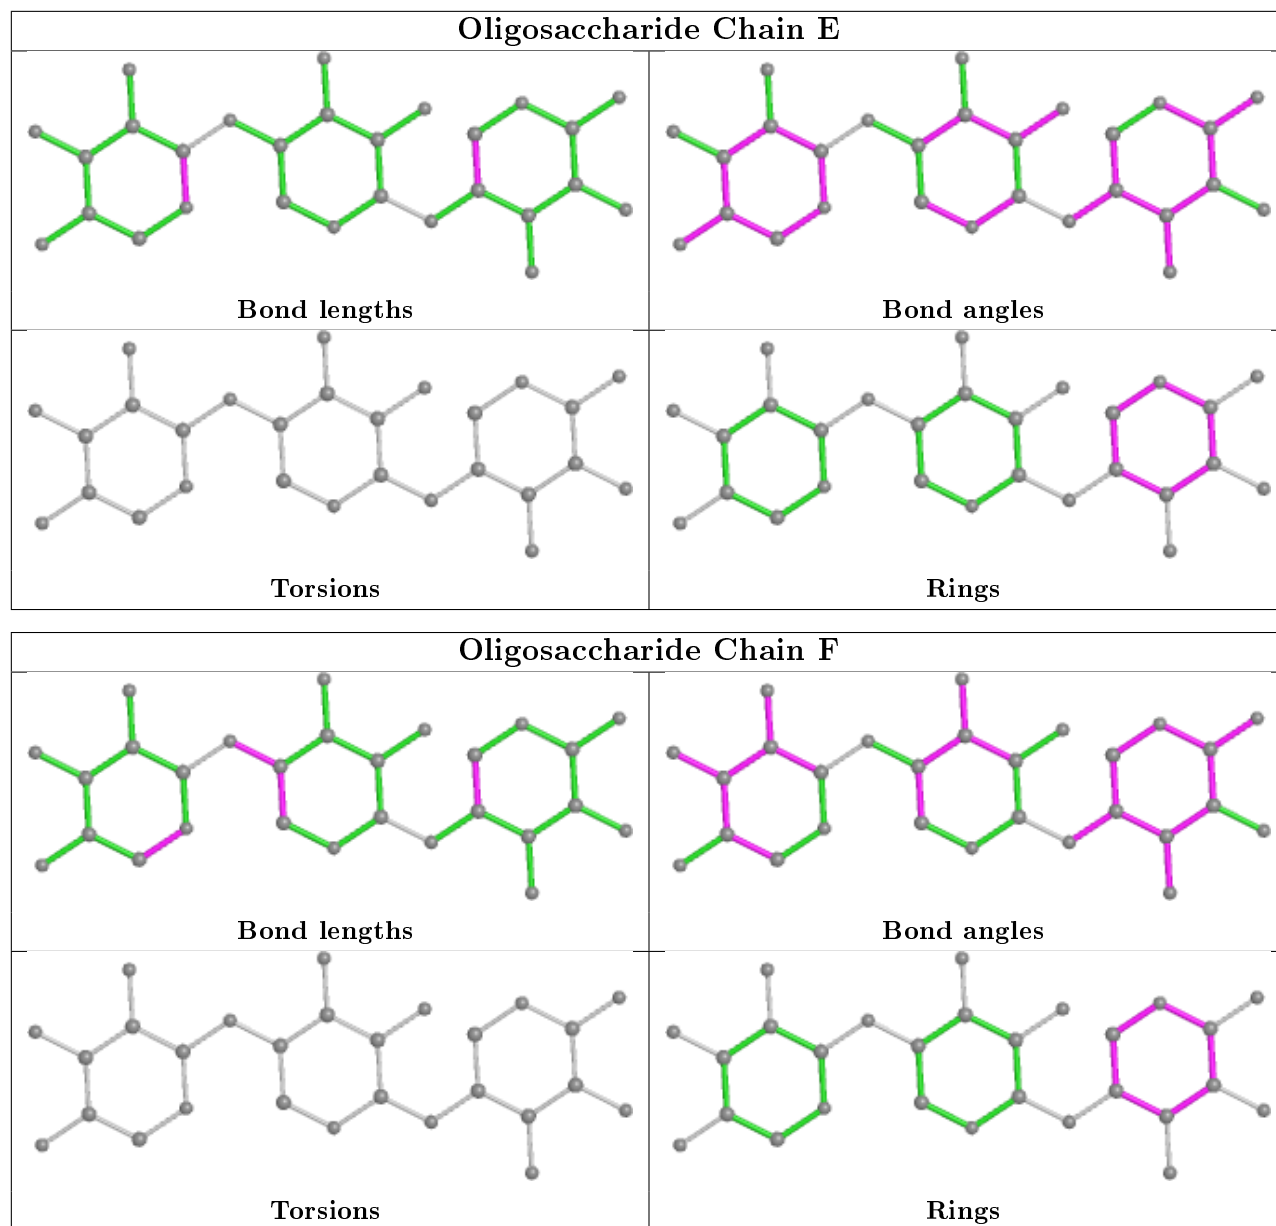 Oligosaccharide Chain E
Bond lengths
Bond angles
Torsions
Rings
Oligosaccharide Chain F
Bond lengths
Bond angles
Torsions
Rings